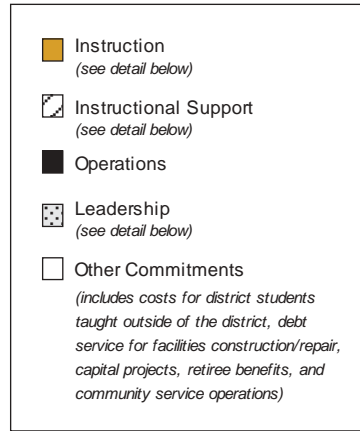 Instruction
(see detail below)
Instructional Support
(see detail below)
Operations
Leadership
(see detail below)
Other Commitments
(includes costs for district students
taught outside of the district, debt
service for facilities construction/repair,
capital projects, retiree benefits, and
community service operations)